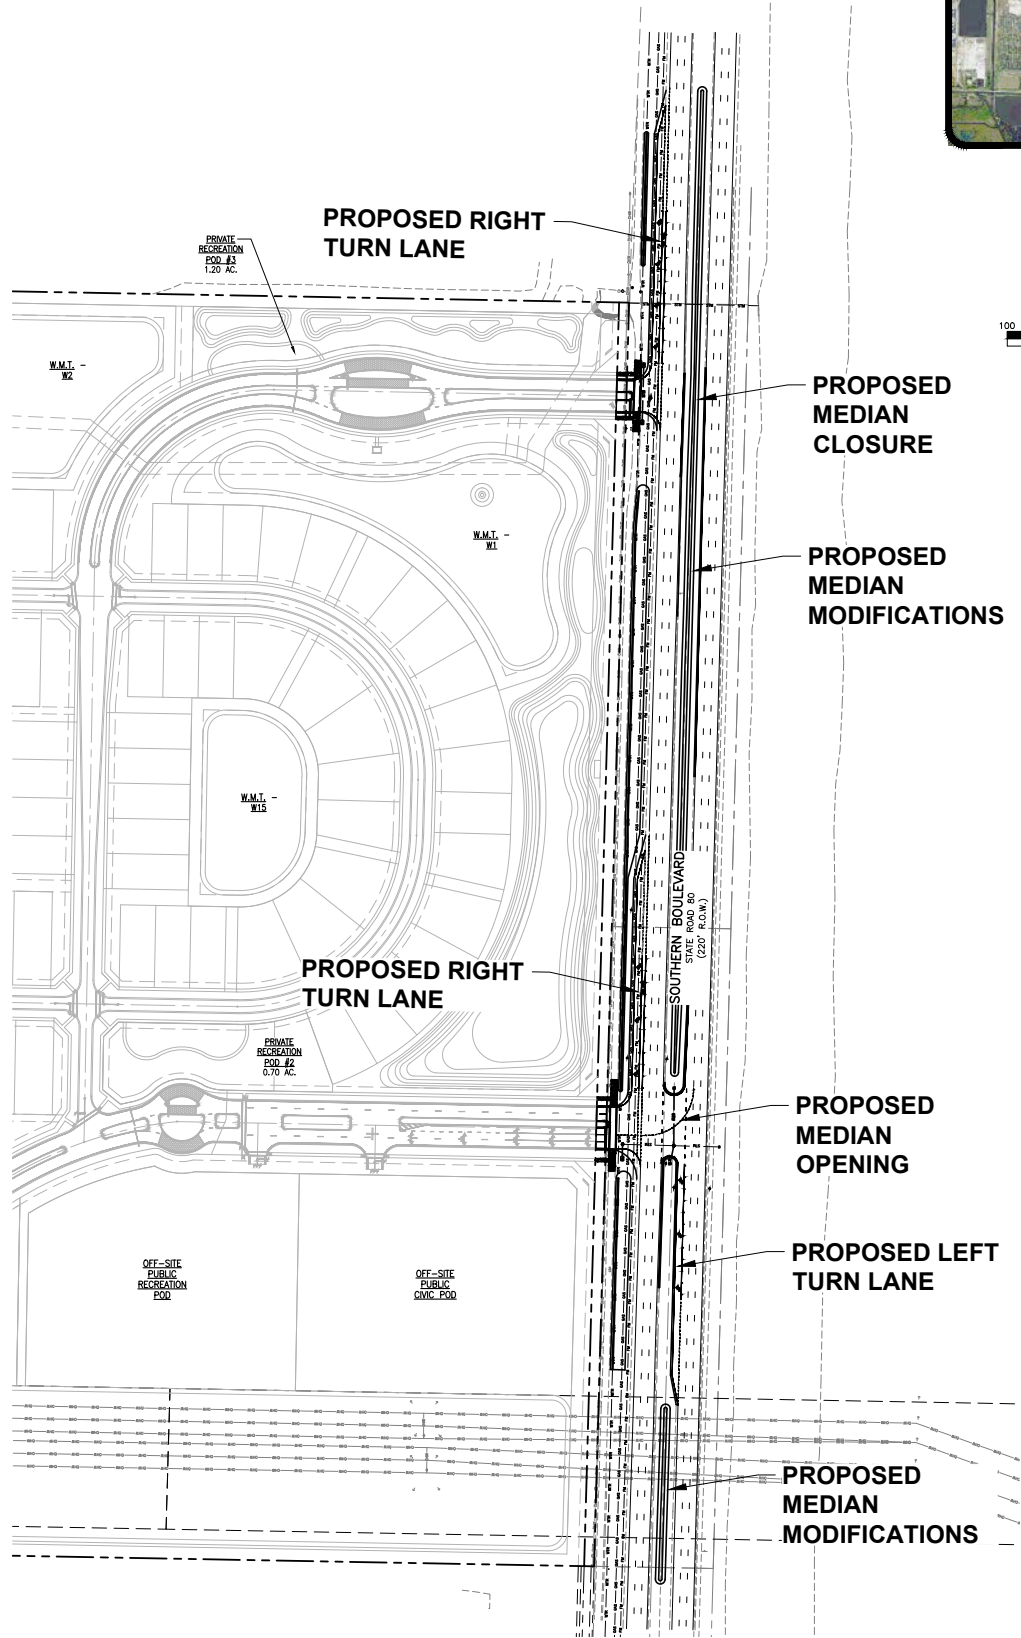 PROPOSED RIGHT
TURN LANE
PRIVATE
RECREATION
POD #3
1.20 AC.
100
W.M.T. -
W2
PROPOSED
MEDIAN
CLOSURE
W.M.T. -
W1
PROPOSED
MEDIAN
MODIFICATIONS
W.M.T. -
W15
SOUTHERN BOULEVARD
STATE ROAD 80
(220' R.O.W.)
PROPOSED RIGHT
TURN LANE
PRIVATE
RECREATION
POD #2
0.70 AC.
PROPOSED
MEDIAN
OPENING
PROPOSED LEFT
TURN LANE
OFF-SITE
PUBLIC
RECREATION
POD
OFF-SITE
PUBLIC
CIVIC POD
PROPOSED
MEDIAN
MODIFICATIONS